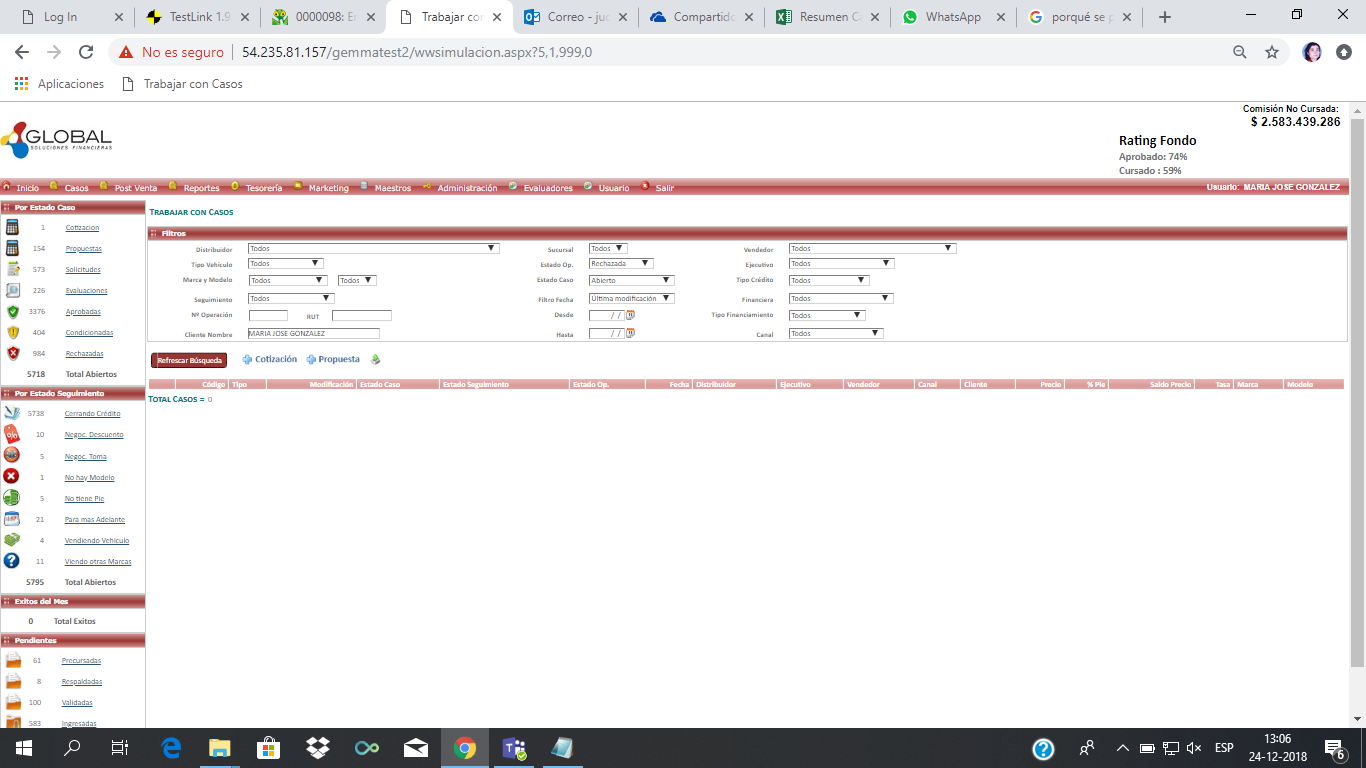 Log In TestLink 1.9 0000098: En Trabajar con Correo - juc Compartido Resumen Ca WhatsApp porqué se p
No es seguro 54.235.81.157/gemmatest2/wwsimulacion.aspx?5,1,999,0
Aplicaciones Trabajar con Casos
Comisión No Cursada:
$ 2.583.439.286
GLOBAL
SOLUCIONES FINANCIERAS
Rating Fondo
Aprobado: 74%
Cursado : 59%
Inicio Casos Post Venta Reportes Tesorería Marketing Maestros Administración Evaluadores Usuario Salir Usuario: MARIA JOSE GONZALEZ
Por Estado Caso
1 Cotizacion
154 Propuestas
573 Solicitudes
226 Evaluaciones
3376 Aprobadas
404 Condicionadas
984 Rechazadas
5718 Total Abiertos
Por Estado Seguimiento
5738 Cerrando Crédito
10 Negoc. Descuento
5 Negoc. Toma
1 No hay Modelo
5 No tiene Pie
21 Para mas Adelante
4 Vendiendo Vehiculo
11 Viendo otras Marcas
5795 Total Abiertos
Exitos del Mes
0 Total Exitos
Pendientes
61 Precursadas
8 Respaldadas
100 Validadas
583 Ingresadas
TRABAJAR CON CASOS
Filtros
Distribuidor Todos Sucursal Todos Vendedor Todos
Tipo Vehículo Todos Estado Op. Rechazada Ejecutivo Todos
Marca y Modelo Todos Todos Estado Caso Abierto Tipo Crédito Todos
Seguimiento Todos Filtro Fecha Última modificación Financiera Todos
Nº Operación RUT Desde / / Tipo Financiamiento Todos
Cliente Nombre MARIA JOSE GONZALEZ Hasta / / Canal Todos
Refrescar Búsqueda Cotización Propuesta
Código Tipo Modificación Estado Caso Estado Seguimiento Estado Op. Fecha Distribuidor Ejecutivo Vendedor Canal Cliente Precio % Pie Saldo Precio Tasa Marca Modelo
TOTAL CASOS = 0
ESP
13:06
24-12-2018
6